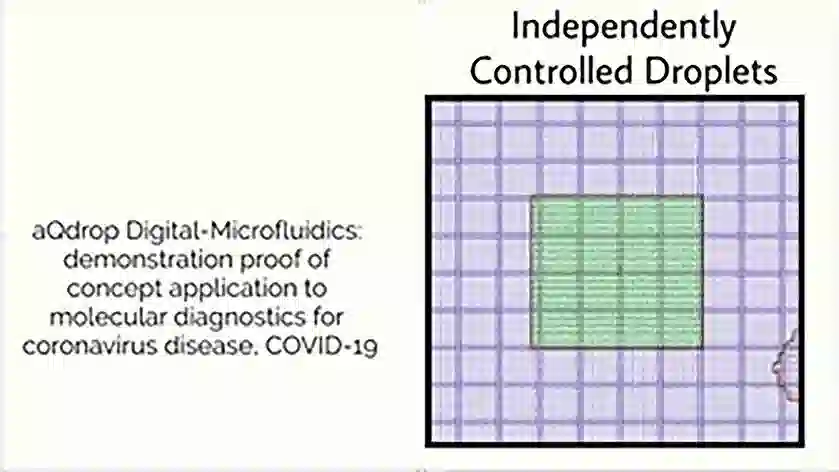 Independently
Controlled Droplets
aQdrop Digital-Microfluidics:
demonstration proof of
concept application to
molecular diagnostics for
coronavirus disease, COVID-19